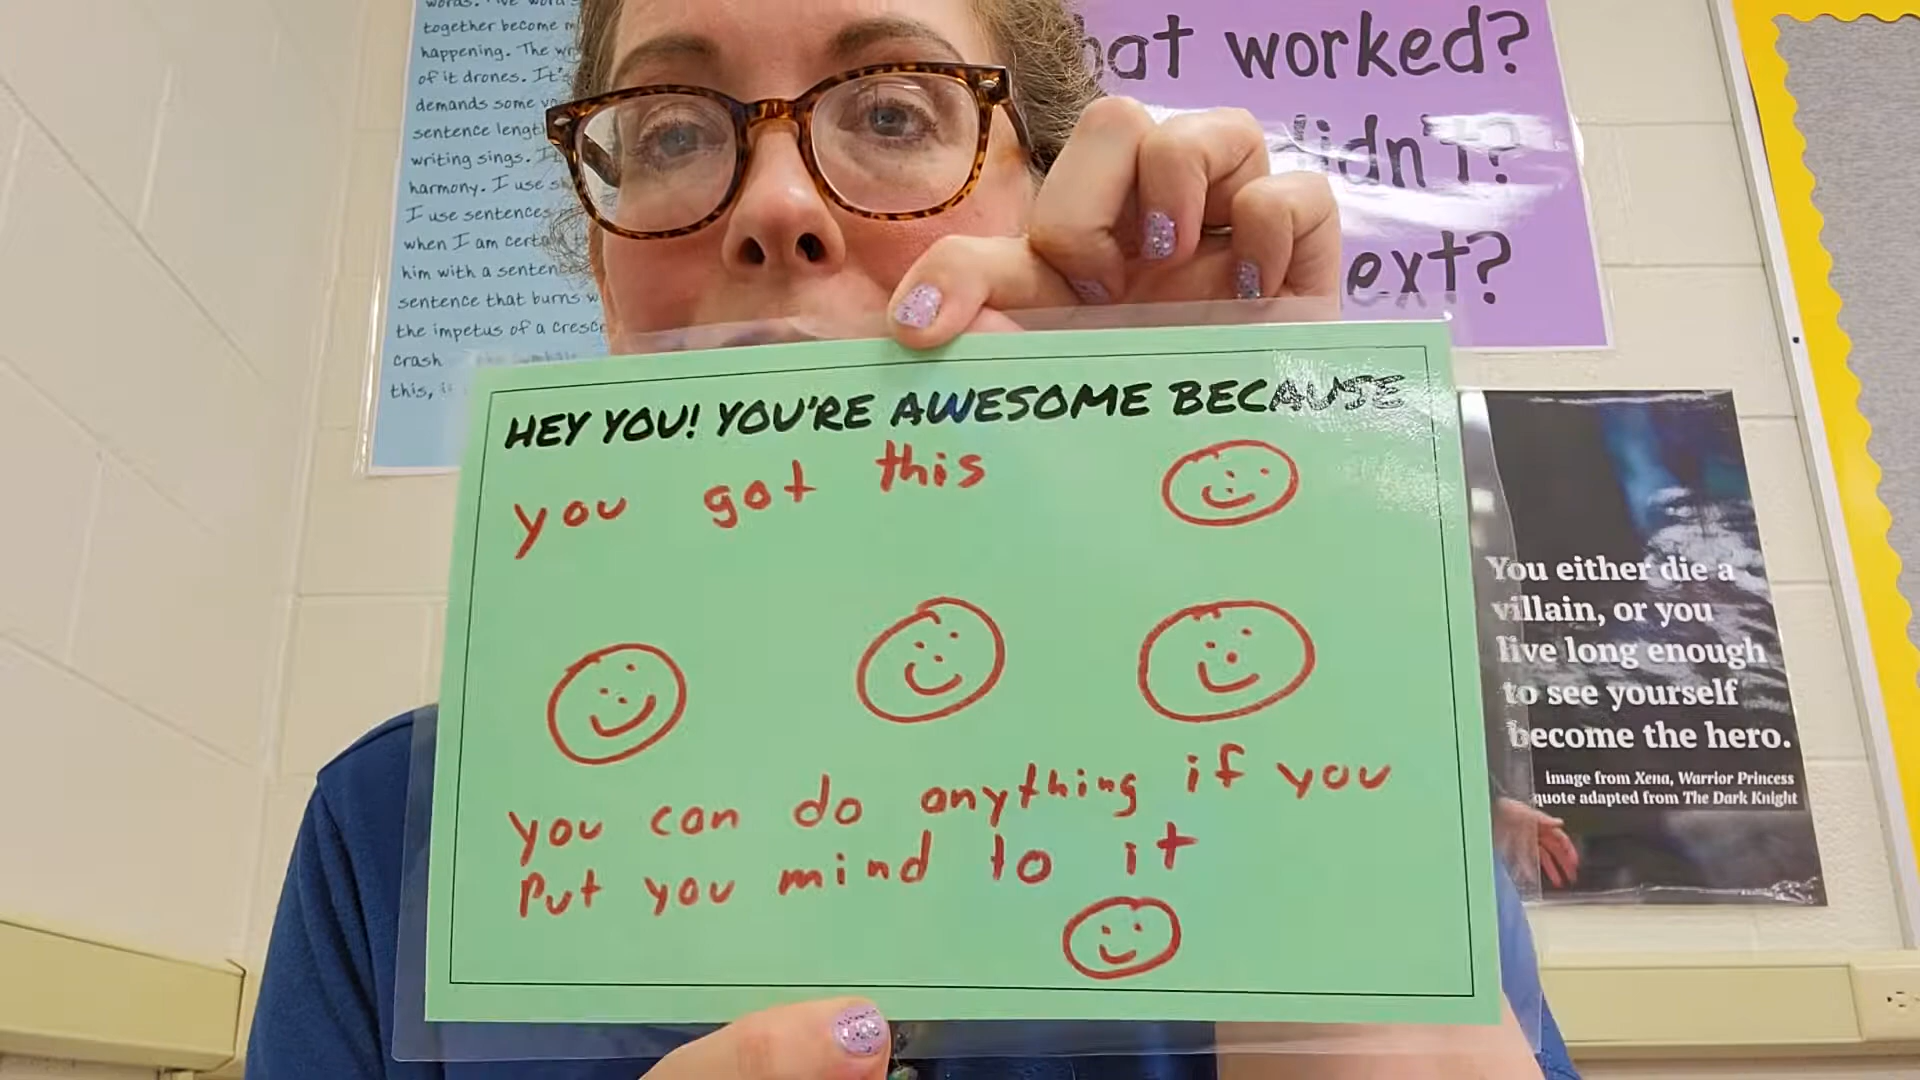 together become
happening. The
of it drones. It's
demands some
sentence length
writing sings.
harmony. I use
I use sentences
when I am certain
him with a sentence
sentence that burns
the impetus of a
crash
this,
worked?
didn't?
HEY YOU! YOU'RE AWESOME BECAUSE
you got this
you can do anything if you
Put you mind to it
You either die a
villain, or you
live long enough
to see yourself
become the hero.
image from Xena, Warrior Princess
quote adapted from The Dark Knight